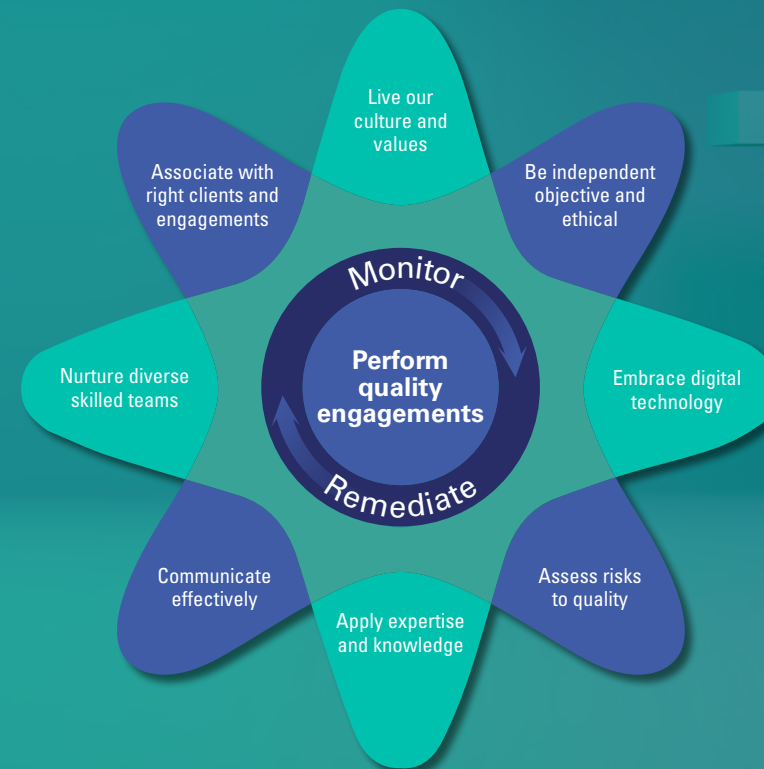 Live our
culture and
values
Associate with
right clients and
engagements
Be independent
objective and
ethical
Monitor
Perform
quality
engagements
Remediate
Nurture diverse
skilled teams
Embrace digital
technology
Communicate
effectively
Assess risks
to quality
Apply expertise
and knowledge